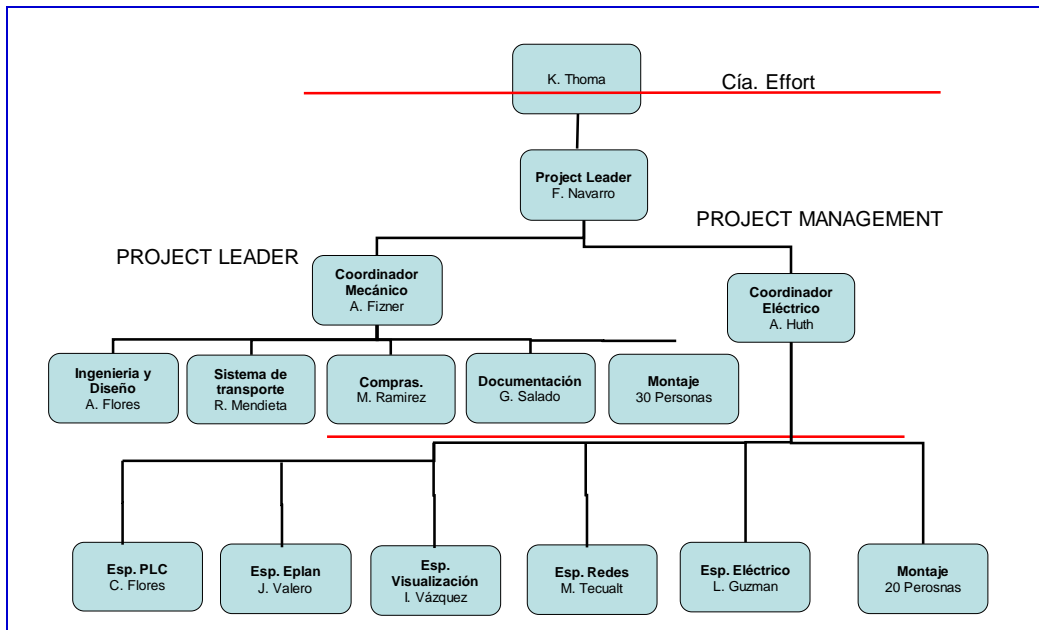 K. Thoma
Cía. Effort
Project Leader
F. Navarro
PROJECT MANAGEMENT
PROJECT LEADER
Coordinador
Mecánico
A. Fizner
Coordinador
Eléctrico
A. Huth
Ingenieria y
Diseño
A. Flores
Sistema de
transporte
R. Mendieta
Compras.
M. Ramirez
Documentación
G. Salado
Montaje
30 Personas
Esp. PLC
C. Flores
Esp. Eplan
J. Valero
Esp.
Visualización
I. Vázquez
Esp. Redes
M. Tecualt
Esp. Eléctrico
L. Guzman
Montaje
20 Perosnas